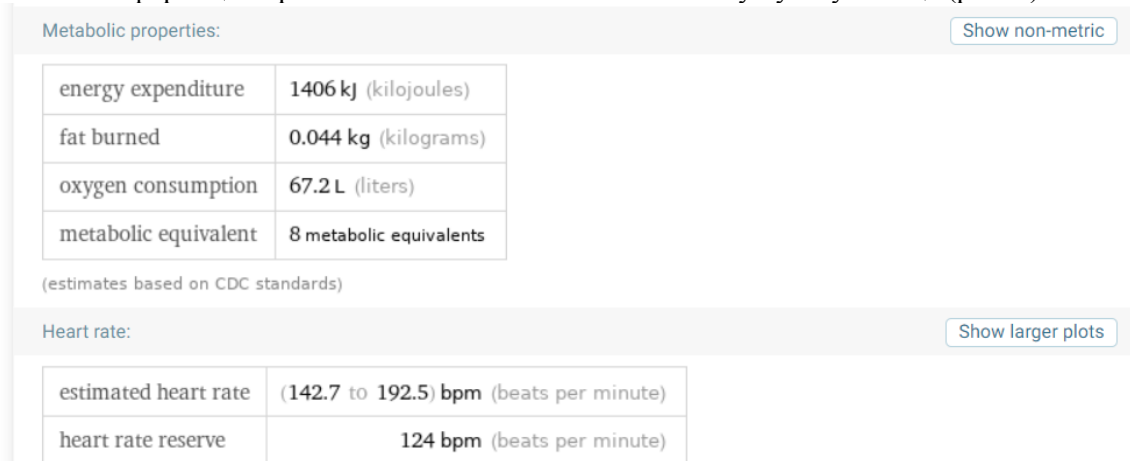 Metabolic properties: Show non-metric
energy expenditure 1406 kJ (kilojoules)
fat burned 0.044 kg (kilograms)
oxygen consumption 67.2 L (liters)
metabolic equivalent 8 metabolic equivalents
(estimates based on CDC standards)
Heart rate: Show larger plots
estimated heart rate (142.7 to 192.5) bpm (beats per minute)
heart rate reserve 124 bpm (beats per minute)